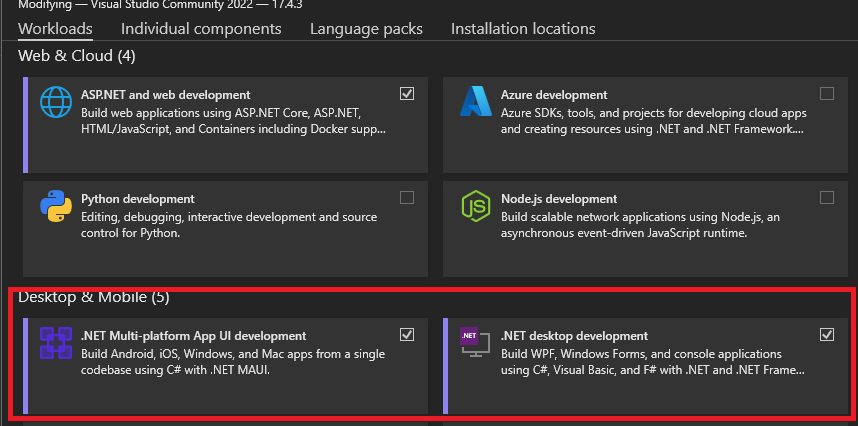 Modifying — Visual Studio Community 2022 — 17.4.3
Workloads Individual components Language packs Installation locations
Web & Cloud (4)
ASP.NET and web development
Build web applications using ASP.NET Core, ASP.NET,
HTML/JavaScript, and Containers including Docker supp...
Azure development
Azure SDKs, tools, and projects for developing cloud apps
and creating resources using .NET and .NET Framework....
Python development
Editing, debugging, interactive development and source
control for Python.
JS
Node.js development
Build scalable network applications using Node.js, an
asynchronous event-driven JavaScript runtime.
Desktop & Mobile (5)
.NET Multi-platform App UI development
Build Android, iOS, Windows, and Mac apps from a single
codebase using C# with .NET MAUI.
.NET
.NET desktop development
Build WPF, Windows Forms, and console applications
using C#, Visual Basic, and F# with .NET and .NET Frame...